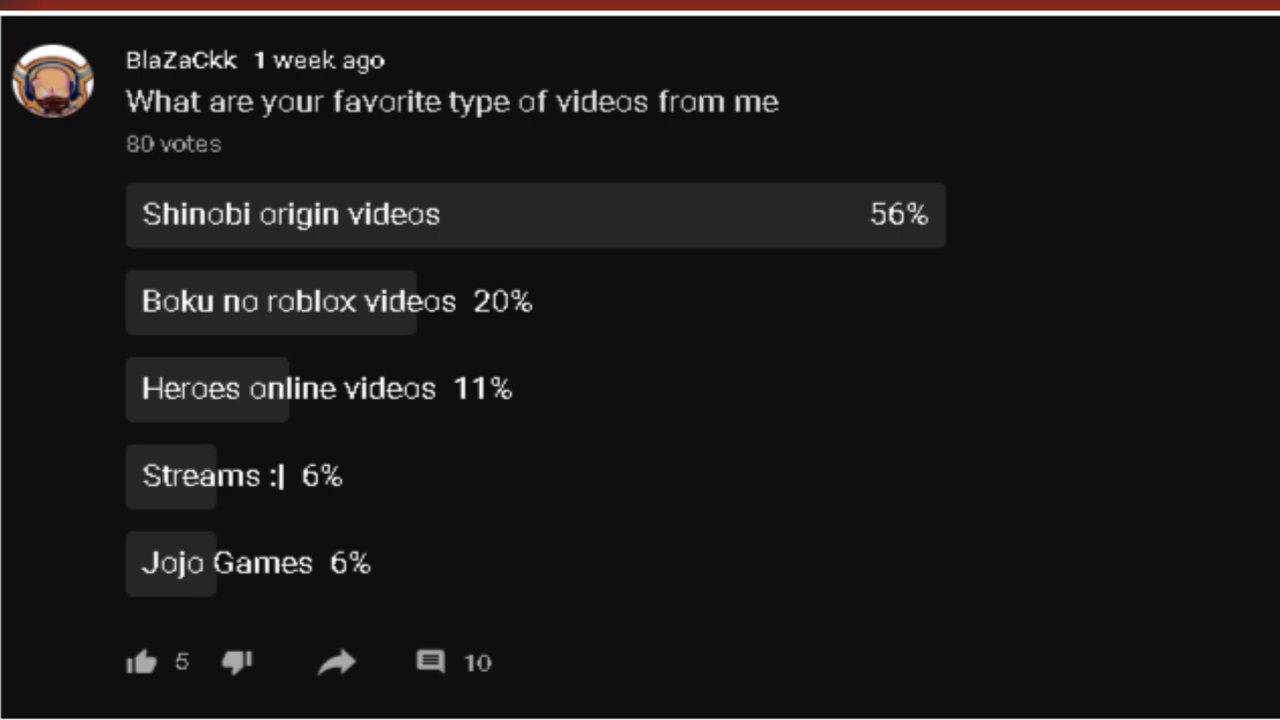 BlaZaCkk 1 week ago
What are your favorite type of videos from me
80 votes
Shinobi origin videos 56%
Boku no roblox videos 20%
Heroes online videos 11%
Streams :| 6%
Jojo Games 6%
5 10